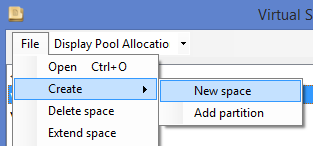 Virtual S
File Display Pool Allocatio
Open Ctrl+O
Create New space
Delete space Add partition
Extend space